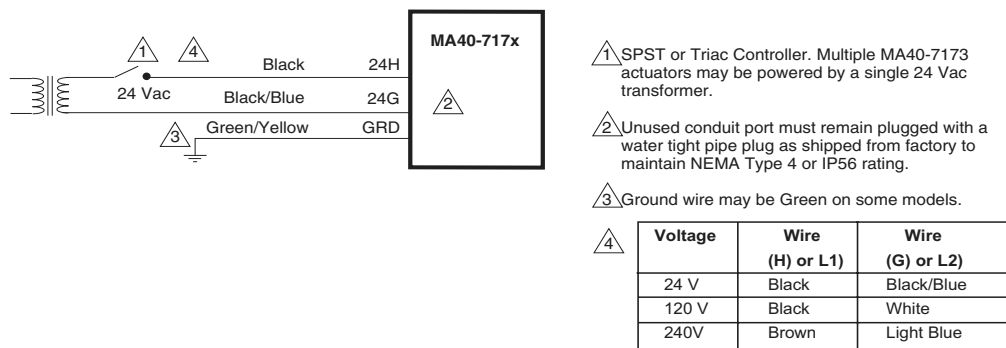 MA40-717x
1
4
Black
24H
24 Vac
Black/Blue
24G
2
3
Green/Yellow
GRD
1 SPST or Triac Controller. Multiple MA40-7173
actuators may be powered by a single 24 Vac
transformer.
2 Unused conduit port must remain plugged with a
water tight pipe plug as shipped from factory to
maintain NEMA Type 4 or IP56 rating.
3 Ground wire may be Green on some models.
4
Voltage Wire Wire
(H) or L1) (G) or L2)
24 V Black Black/Blue
120 V Black White
240V Brown Light Blue